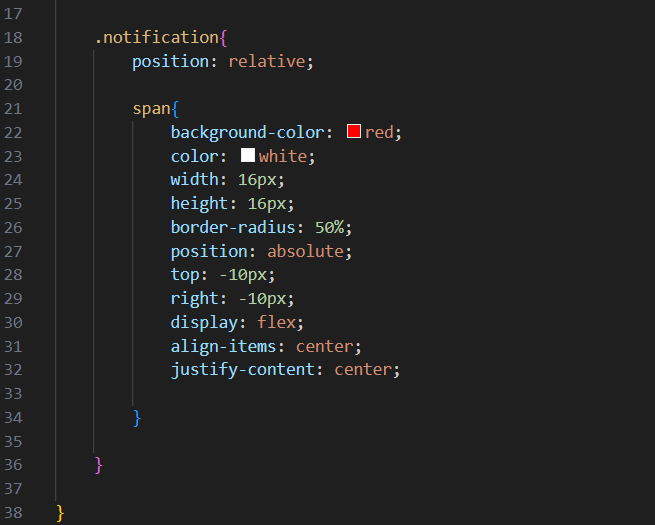 17
18 .notification{
19 position: relative;
20
21 span{
22 background-color: red;
23 color: white;
24 width: 16px;
25 height: 16px;
26 border-radius: 50%;
27 position: absolute;
28 top: -10px;
29 right: -10px;
30 display: flex;
31 align-items: center;
32 justify-content: center;
33
34 }
35
36 }
37
38 }